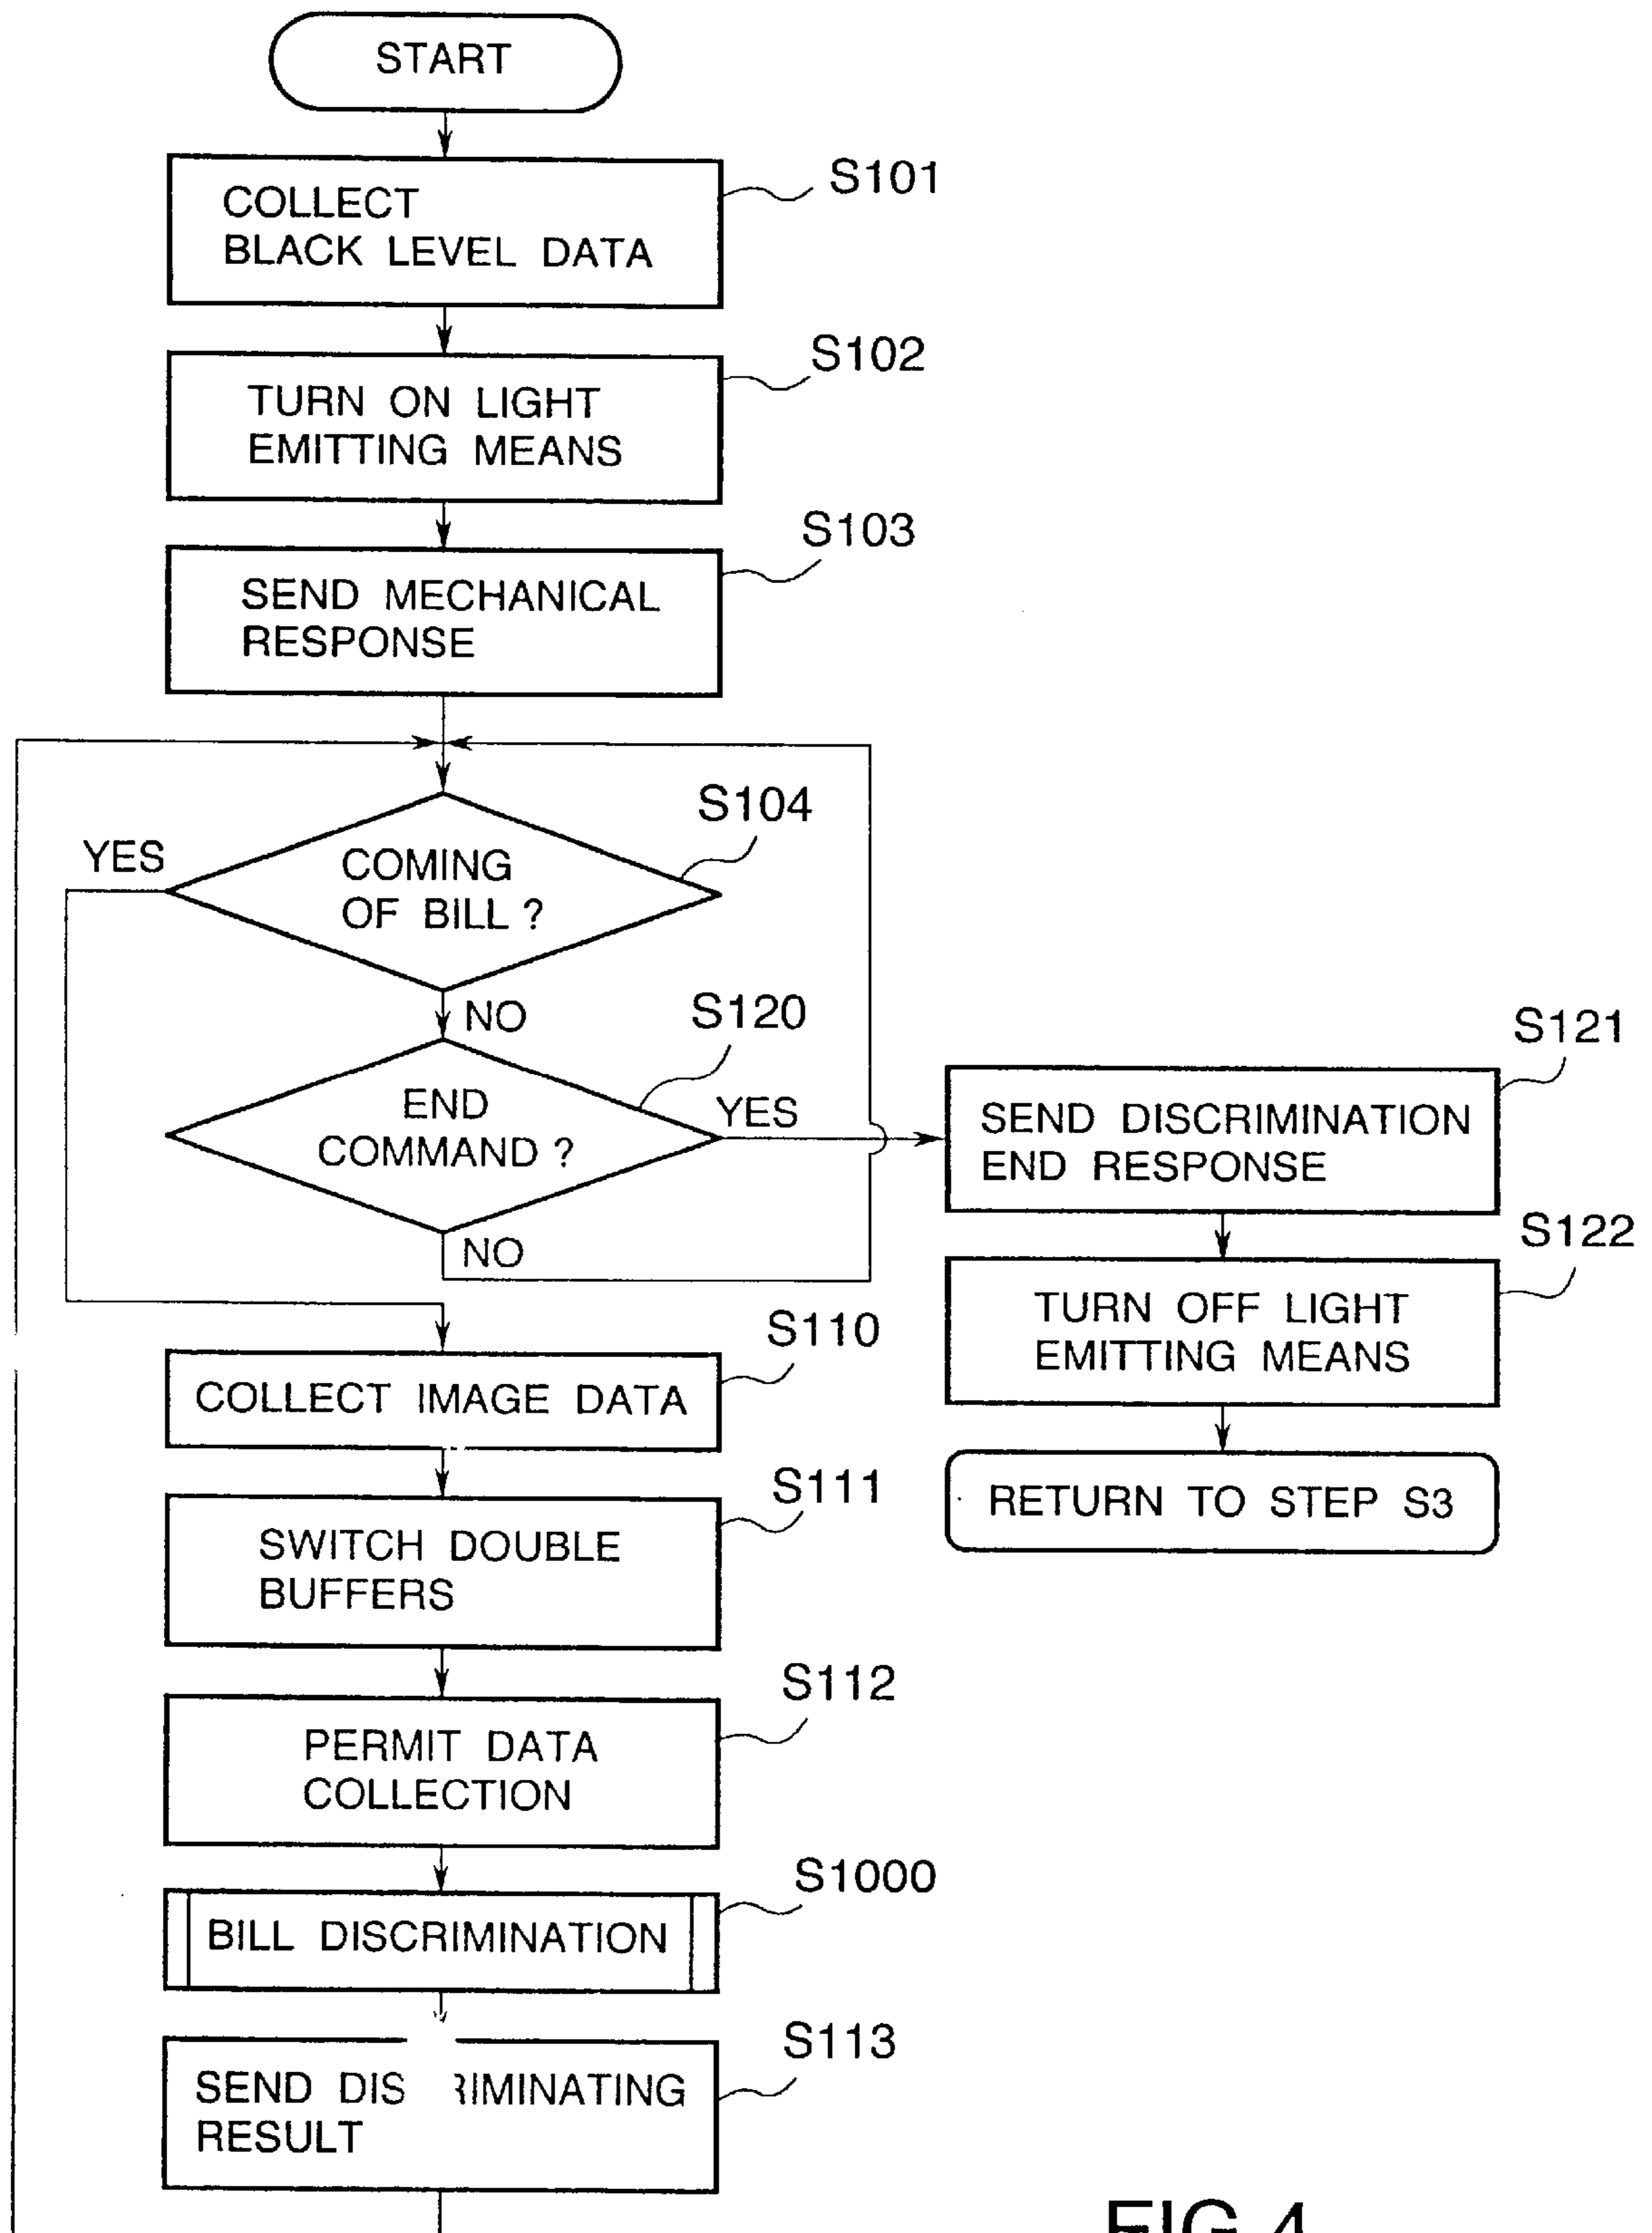 START
COLLECT
BLACK LEVEL DATA
S101
TURN ON LIGHT
EMITTING MEANS
S102
SEND MECHANICAL
RESPONSE
S103
COMING
OF BILL ?
S104
YES
NO
END
COMMAND ?
S120
YES
NO
SEND DISCRIMINATION
END RESPONSE
S121
TURN OFF LIGHT
EMITTING MEANS
S122
RETURN TO STEP S3
COLLECT IMAGE DATA
S110
SWITCH DOUBLE
BUFFERS
S111
PERMIT DATA
COLLECTION
S112
BILL DISCRIMINATION
S1000
SEND DIS RIMINATING
RESULT
S113
FIG.4